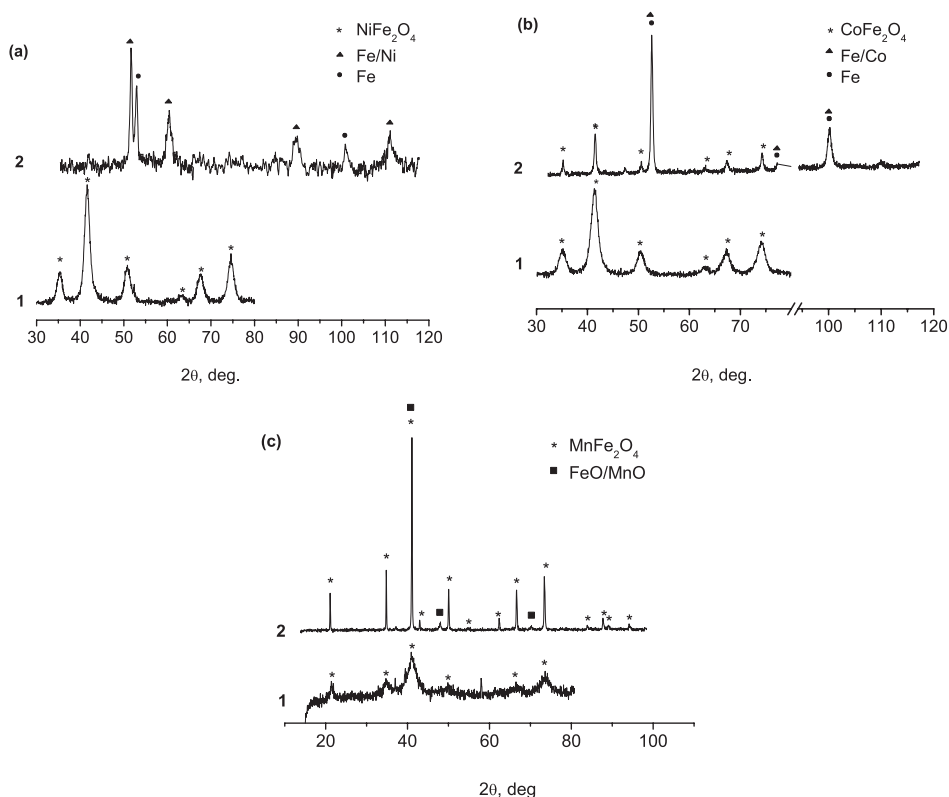 (a)
* NiFe₂O₄
▲ Fe/Ni
● Fe
2
1
30 40 50 60 70 80 90 100 110 120
2θ, deg.
(b)
* CoFe₂O₄
▲ Fe/Co
● Fe
2
1
30 40 50 60 70 100 110 120
2θ, deg.
(c)
* MnFe₂O₄
■ FeO/MnO
2
1
20 40 60 80 100
2θ, deg